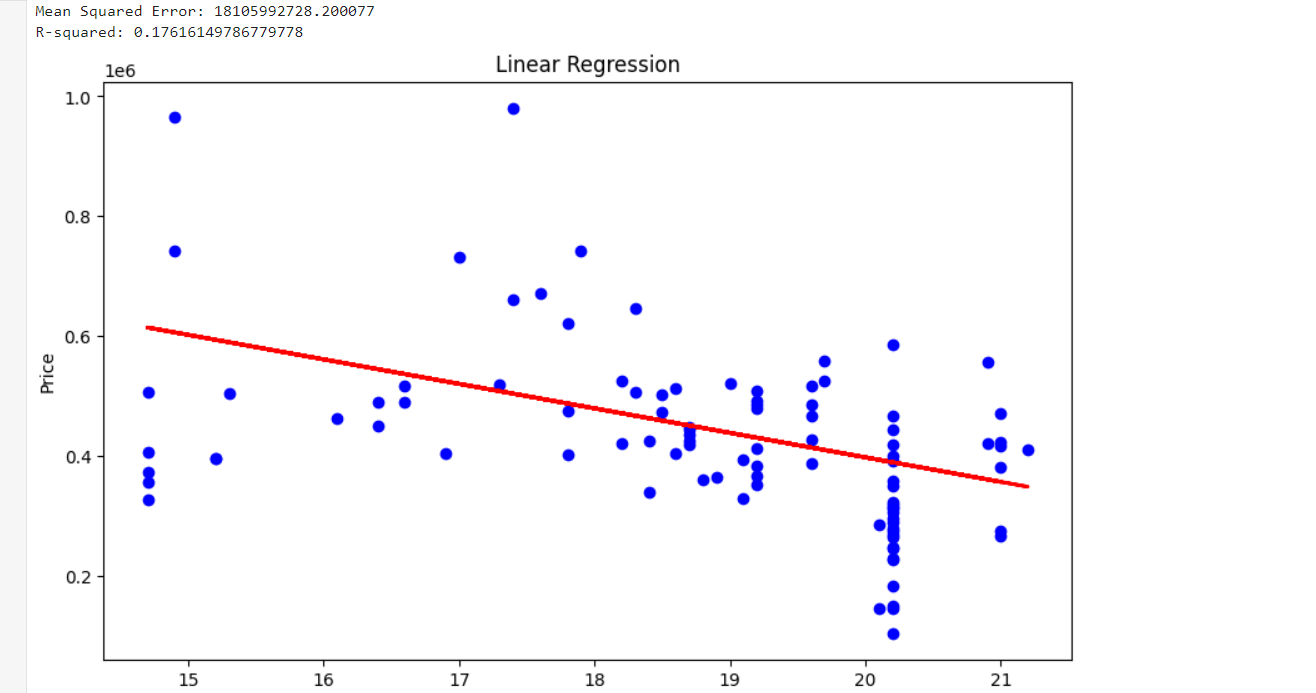 Mean Squared Error: 18105992728.200077
R-squared: 0.17616149786779778
Linear Regression
1e6
1.0
0.8
0.6
0.4
0.2
Price
15 16 17 18 19 20 21